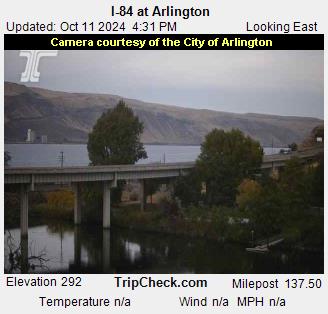 I-84 at Arlington
Updated: Oct 11 2024 4:31 PM Looking East
Camera courtesy of the City of Arlington
Elevation 292 TripCheck.com Milepost 137.50
Temperature n/a Wind n/a MPH n/a